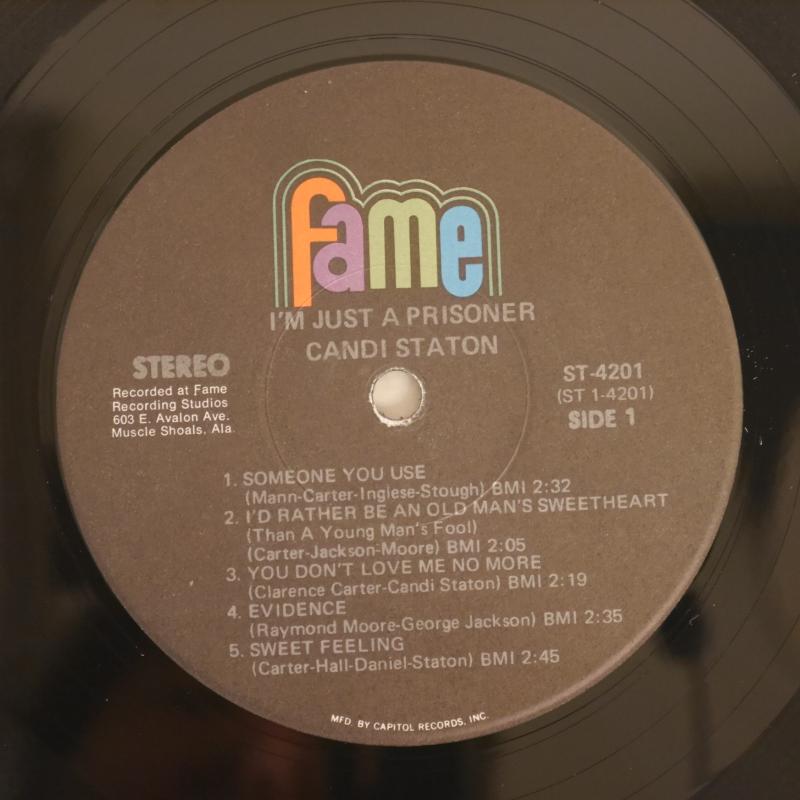 fame
I'M JUST A PRISONER
CANDI STATON
STEREO
Recorded at Fame
Recording Studios
603 E. Avalon Ave.
Muscle Shoals, Ala.
ST-4201
(ST 1-4201)
SIDE 1
1. SOMEONE YOU USE
(Mann-Carter-Ingiese-Stough) BMI 2:32
2. I'D RATHER BE AN OLD MAN'S SWEETHEART
(Than A Young Man's Fool)
(Carter-Jackson-Moore) BMI 2:05
3. YOU DON'T LOVE ME NO MORE
(Clarence Carter-Candi Staton) BMI 2:19
4. EVIDENCE
(Raymond Moore-George Jackson) BMI 2:35
5. SWEET FEELING
(Carter-Hall-Daniel-Staton) BMI 2:45
MFD. BY CAPITOL RECORDS, INC.